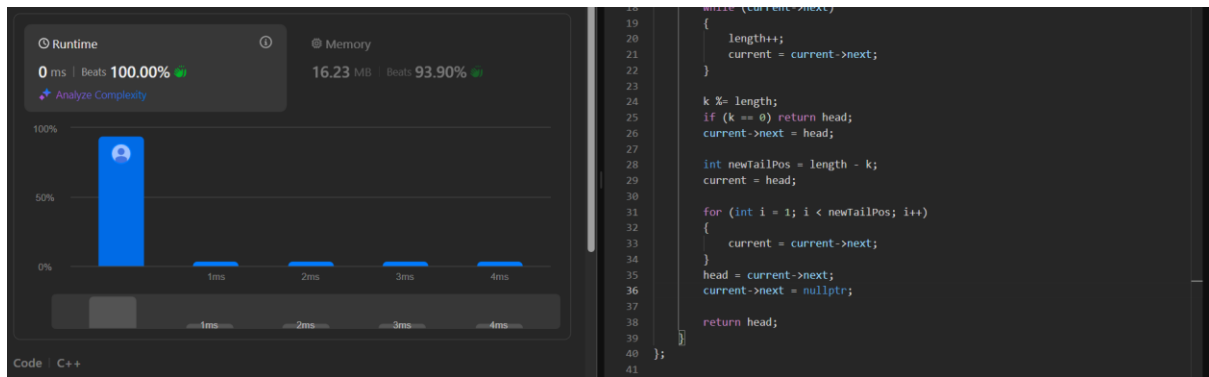 Runtime
Memory
0 ms | Beats 100.00%
16.23 MB | Beats 93.90%
Analyze Complexity
100%
50%
0%
1ms 2ms 3ms 4ms
1ms 2ms 3ms 4ms
Code | C++
18 while (current->next)
19 {
20 length++;
21 current = current->next;
22 }
23
24 k %= length;
25 if (k == 0) return head;
26 current->next = head;
27
28 int newTailPos = length - k;
29 current = head;
30
31 for (int i = 1; i < newTailPos; i++)
32 {
33 current = current->next;
34 }
35 head = current->next;
36 current->next = nullptr;
37
38 return head;
39 }
40 };
41